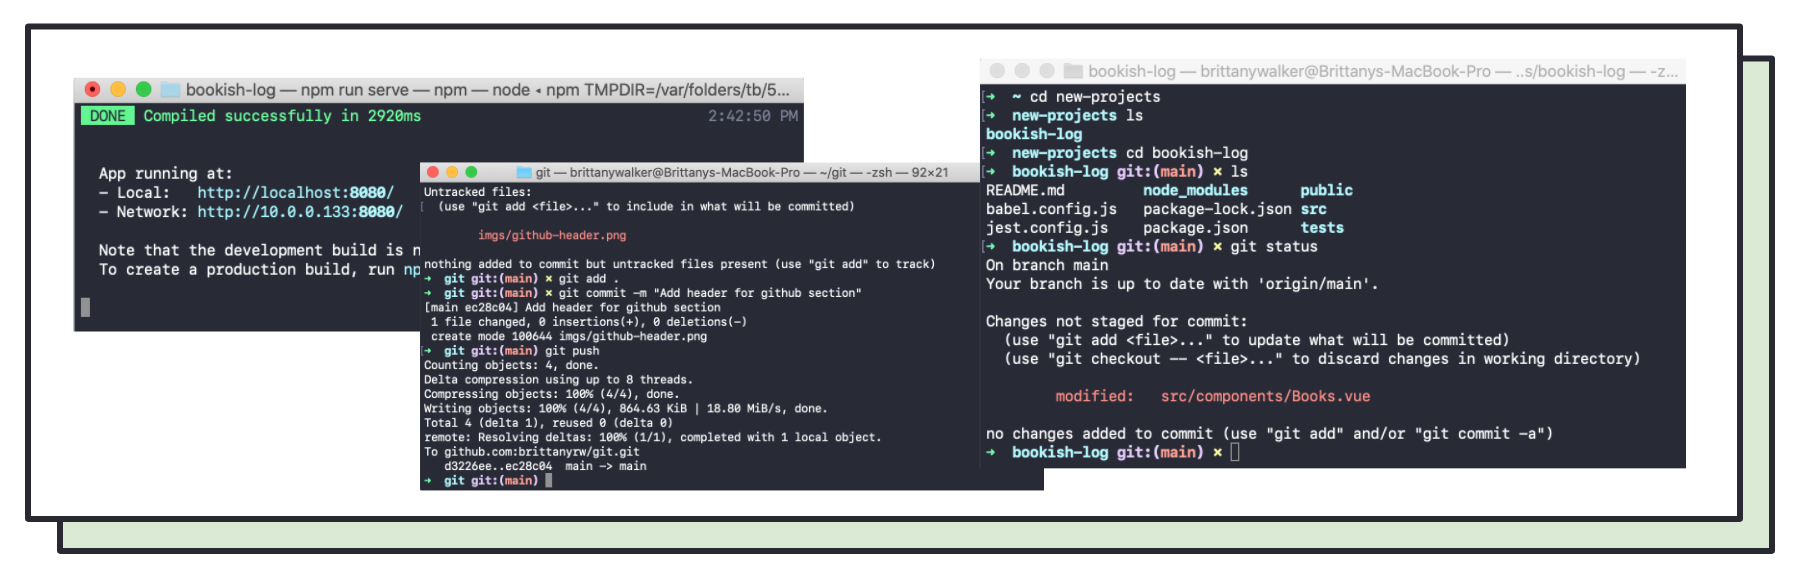 bookish-log — npm run serve — npm — node ◂ npm TMPDIR=/var/folders/tb/5...
DONE Compiled successfully in 2920ms 2:42:50 PM
App running at:
- Local: http://localhost:8080/
- Network: http://10.0.0.133:8080/
Note that the development build is n
To create a production build, run np
git — brittanywalker@Brittanys-MacBook-Pro — ~/git — -zsh — 92×21
Untracked files:
(use "git add <file>..." to include in what will be committed)
imgs/github-header.png
nothing added to commit but untracked files present (use "git add" to track)
➜ git git:(main) ✗ git add .
➜ git git:(main) ✗ git commit -m "Add header for github section"
[main ec28c04] Add header for github section
1 file changed, 0 insertions(+), 0 deletions(-)
create mode 100644 imgs/github-header.png
[➜ git git:(main) git push
Counting objects: 4, done.
Delta compression using up to 8 threads.
Compressing objects: 100% (4/4), done.
Writing objects: 100% (4/4), 864.63 KiB | 18.80 MiB/s, done.
Total 4 (delta 1), reused 0 (delta 0)
remote: Resolving deltas: 100% (1/1), completed with 1 local object.
To github.com:brittanyrw/git.git
d3226ee..ec28c04 main -> main
➜ git git:(main)
bookish-log — brittanywalker@Brittanys-MacBook-Pro — ..s/bookish-log — -z...
[➜ ~ cd new-projects
[➜ new-projects ls
bookish-log
[➜ new-projects cd bookish-log
[➜ bookish-log git:(main) ✗ ls
README.md node_modules public
babel.config.js package-lock.json src
jest.config.js package.json tests
[➜ bookish-log git:(main) ✗ git status
On branch main
Your branch is up to date with 'origin/main'.
Changes not staged for commit:
(use "git add <file>..." to update what will be committed)
(use "git checkout -- <file>..." to discard changes in working directory)
modified: src/components/Books.vue
no changes added to commit (use "git add" and/or "git commit -a")
➜ bookish-log git:(main) ✗